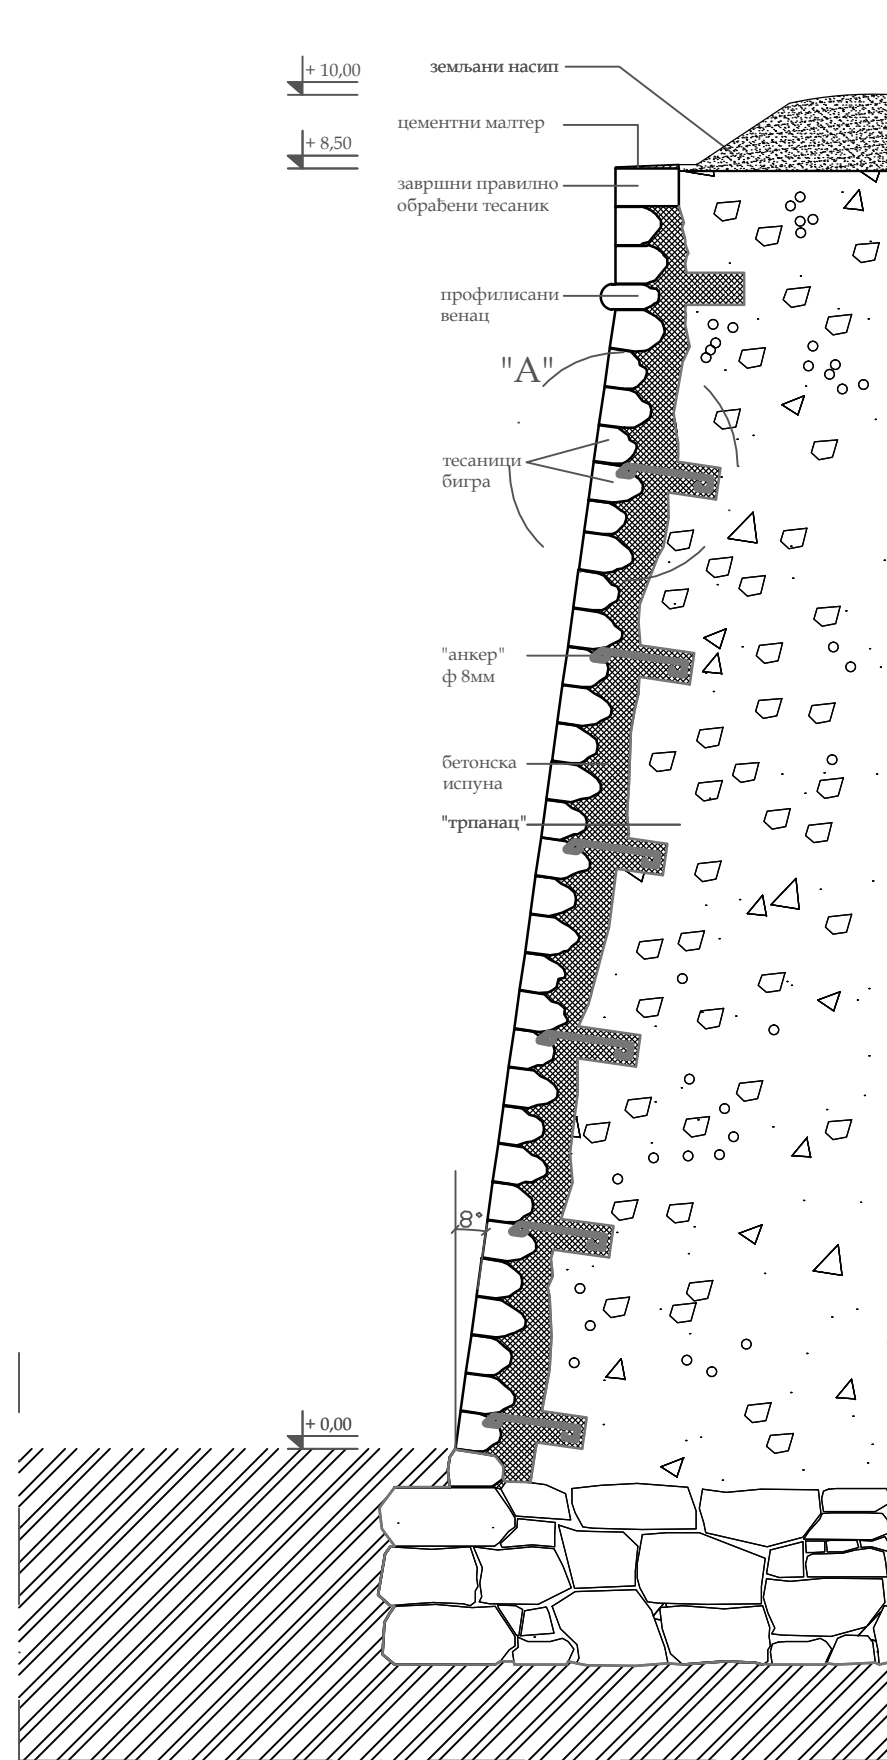 + 10,00
земљани насип
цементни малтер
+ 8,50
завршни правилно
обрађени тесаник
профилисани
венац
"А"
тесаници
бигра
"анкер"
ф 8мм
бетонска
испуна
"трпанац"
8°
+ 0,00